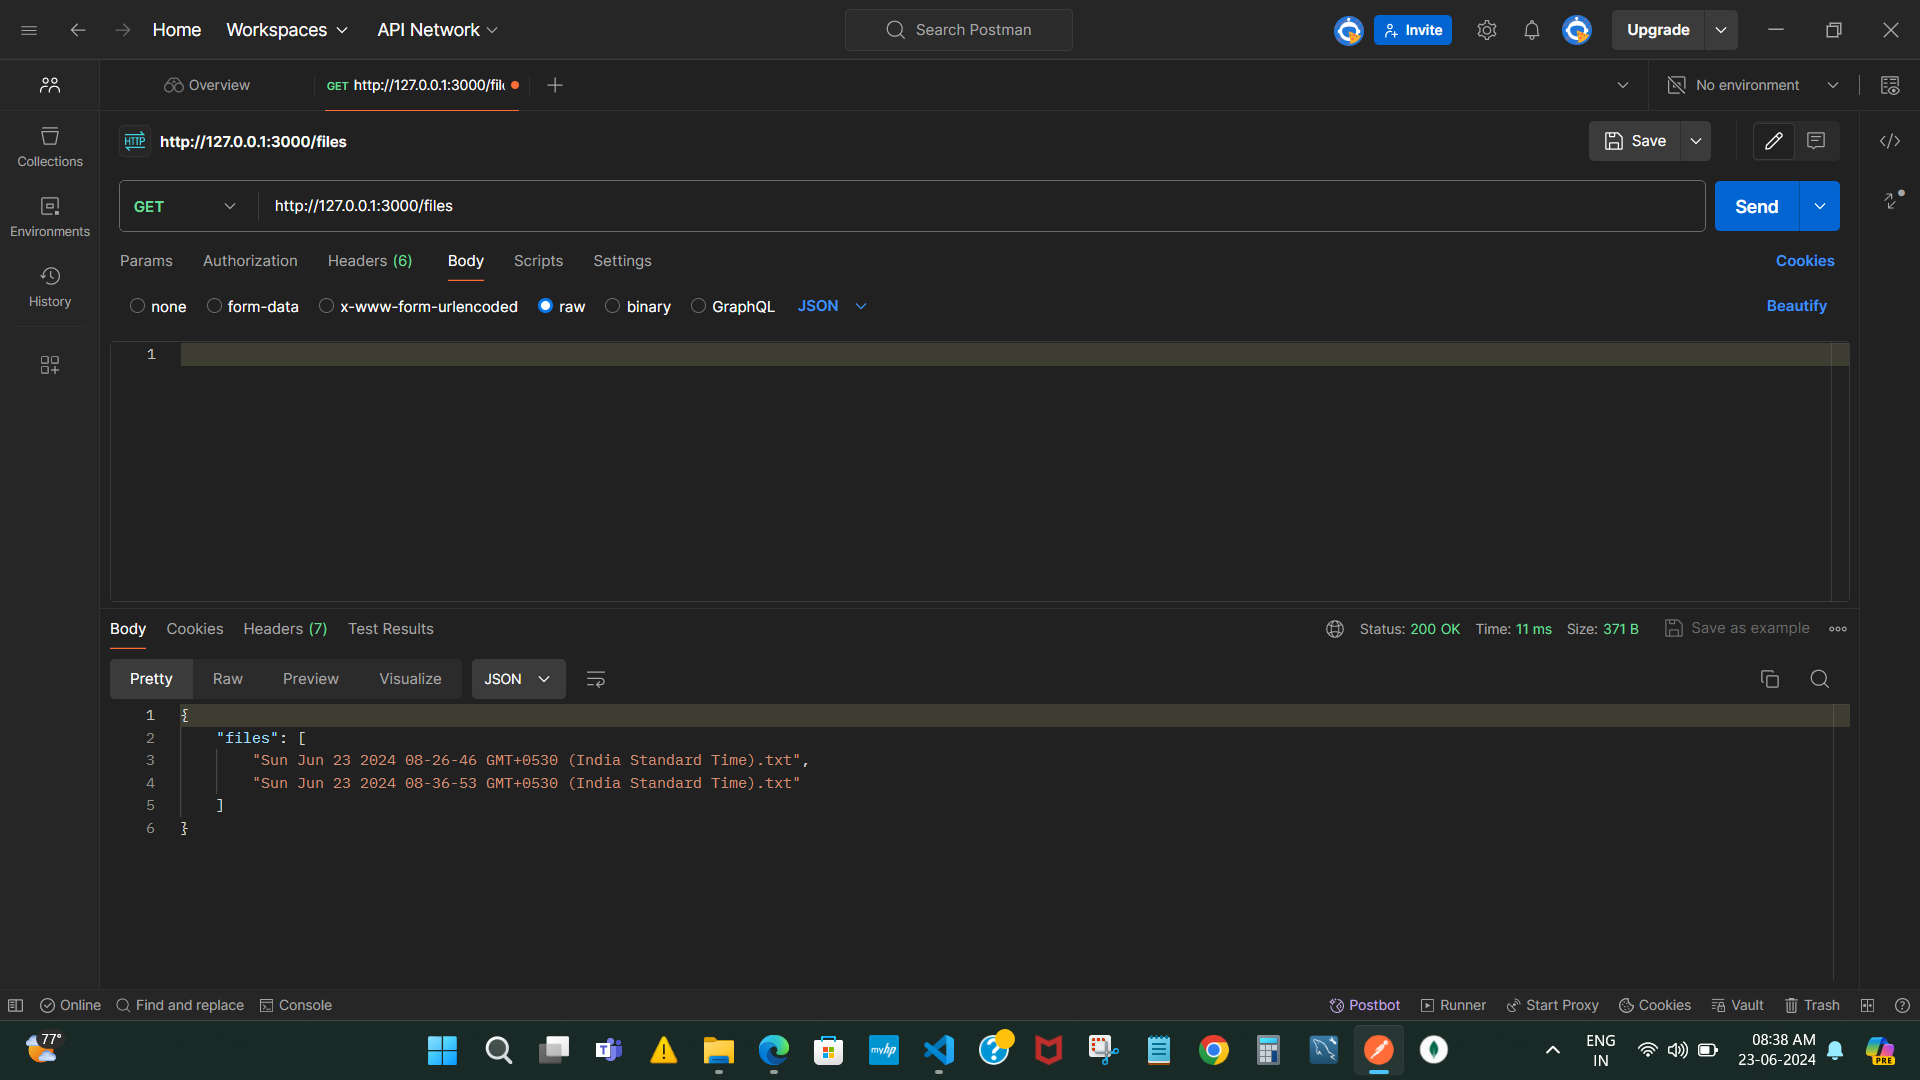 Home Workspaces API Network Search Postman Invite Upgrade
Overview GET http://127.0.0.1:3000/fil No environment
HTTP http://127.0.0.1:3000/files Save
Collections
GET http://127.0.0.1:3000/files Send
Environments
Params Authorization Headers (6) Body Scripts Settings Cookies
History
none form-data x-www-form-urlencoded raw binary GraphQL JSON Beautify
1
Body Cookies Headers (7) Test Results Status: 200 OK Time: 11 ms Size: 371 B Save as example
Pretty Raw Preview Visualize JSON
1 {
2 "files": [
3 "Sun Jun 23 2024 08-26-46 GMT+0530 (India Standard Time).txt",
4 "Sun Jun 23 2024 08-36-53 GMT+0530 (India Standard Time).txt"
5 ]
6 }
Online Find and replace Console Postbot Runner Start Proxy Cookies Vault Trash
77° myhp ENG 08:38 AM
IN 23-06-2024 PRE